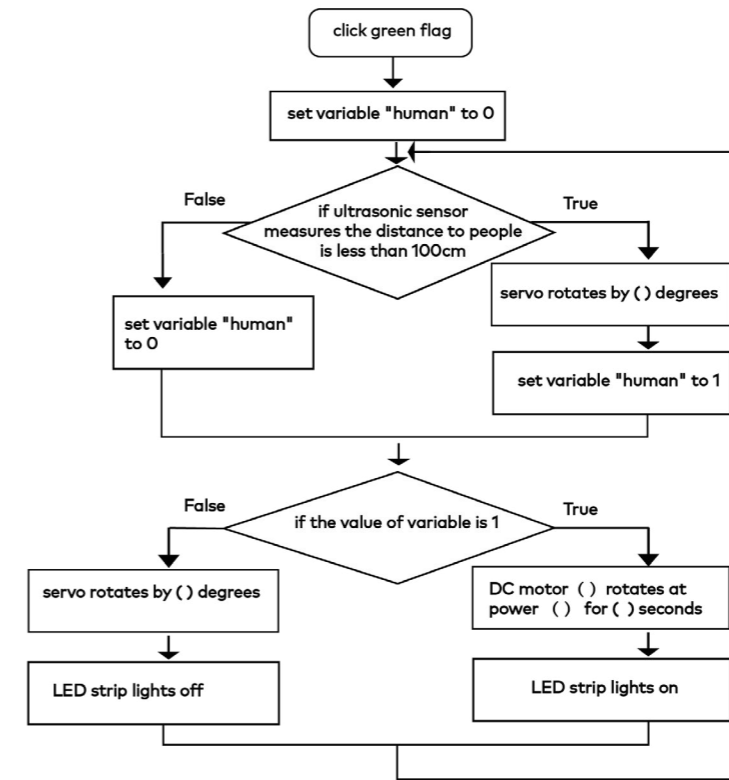 click green flag
set variable "human" to 0
False
True
if ultrasonic sensor
measures the distance to people
is less than 100cm
servo rotates by ( ) degrees
set variable "human"
to 0
set variable "human" to 1
False
True
if the value of variable is 1
servo rotates by ( ) degrees
DC motor ( ) rotates at
power ( ) for ( ) seconds
LED strip lights off
LED strip lights on